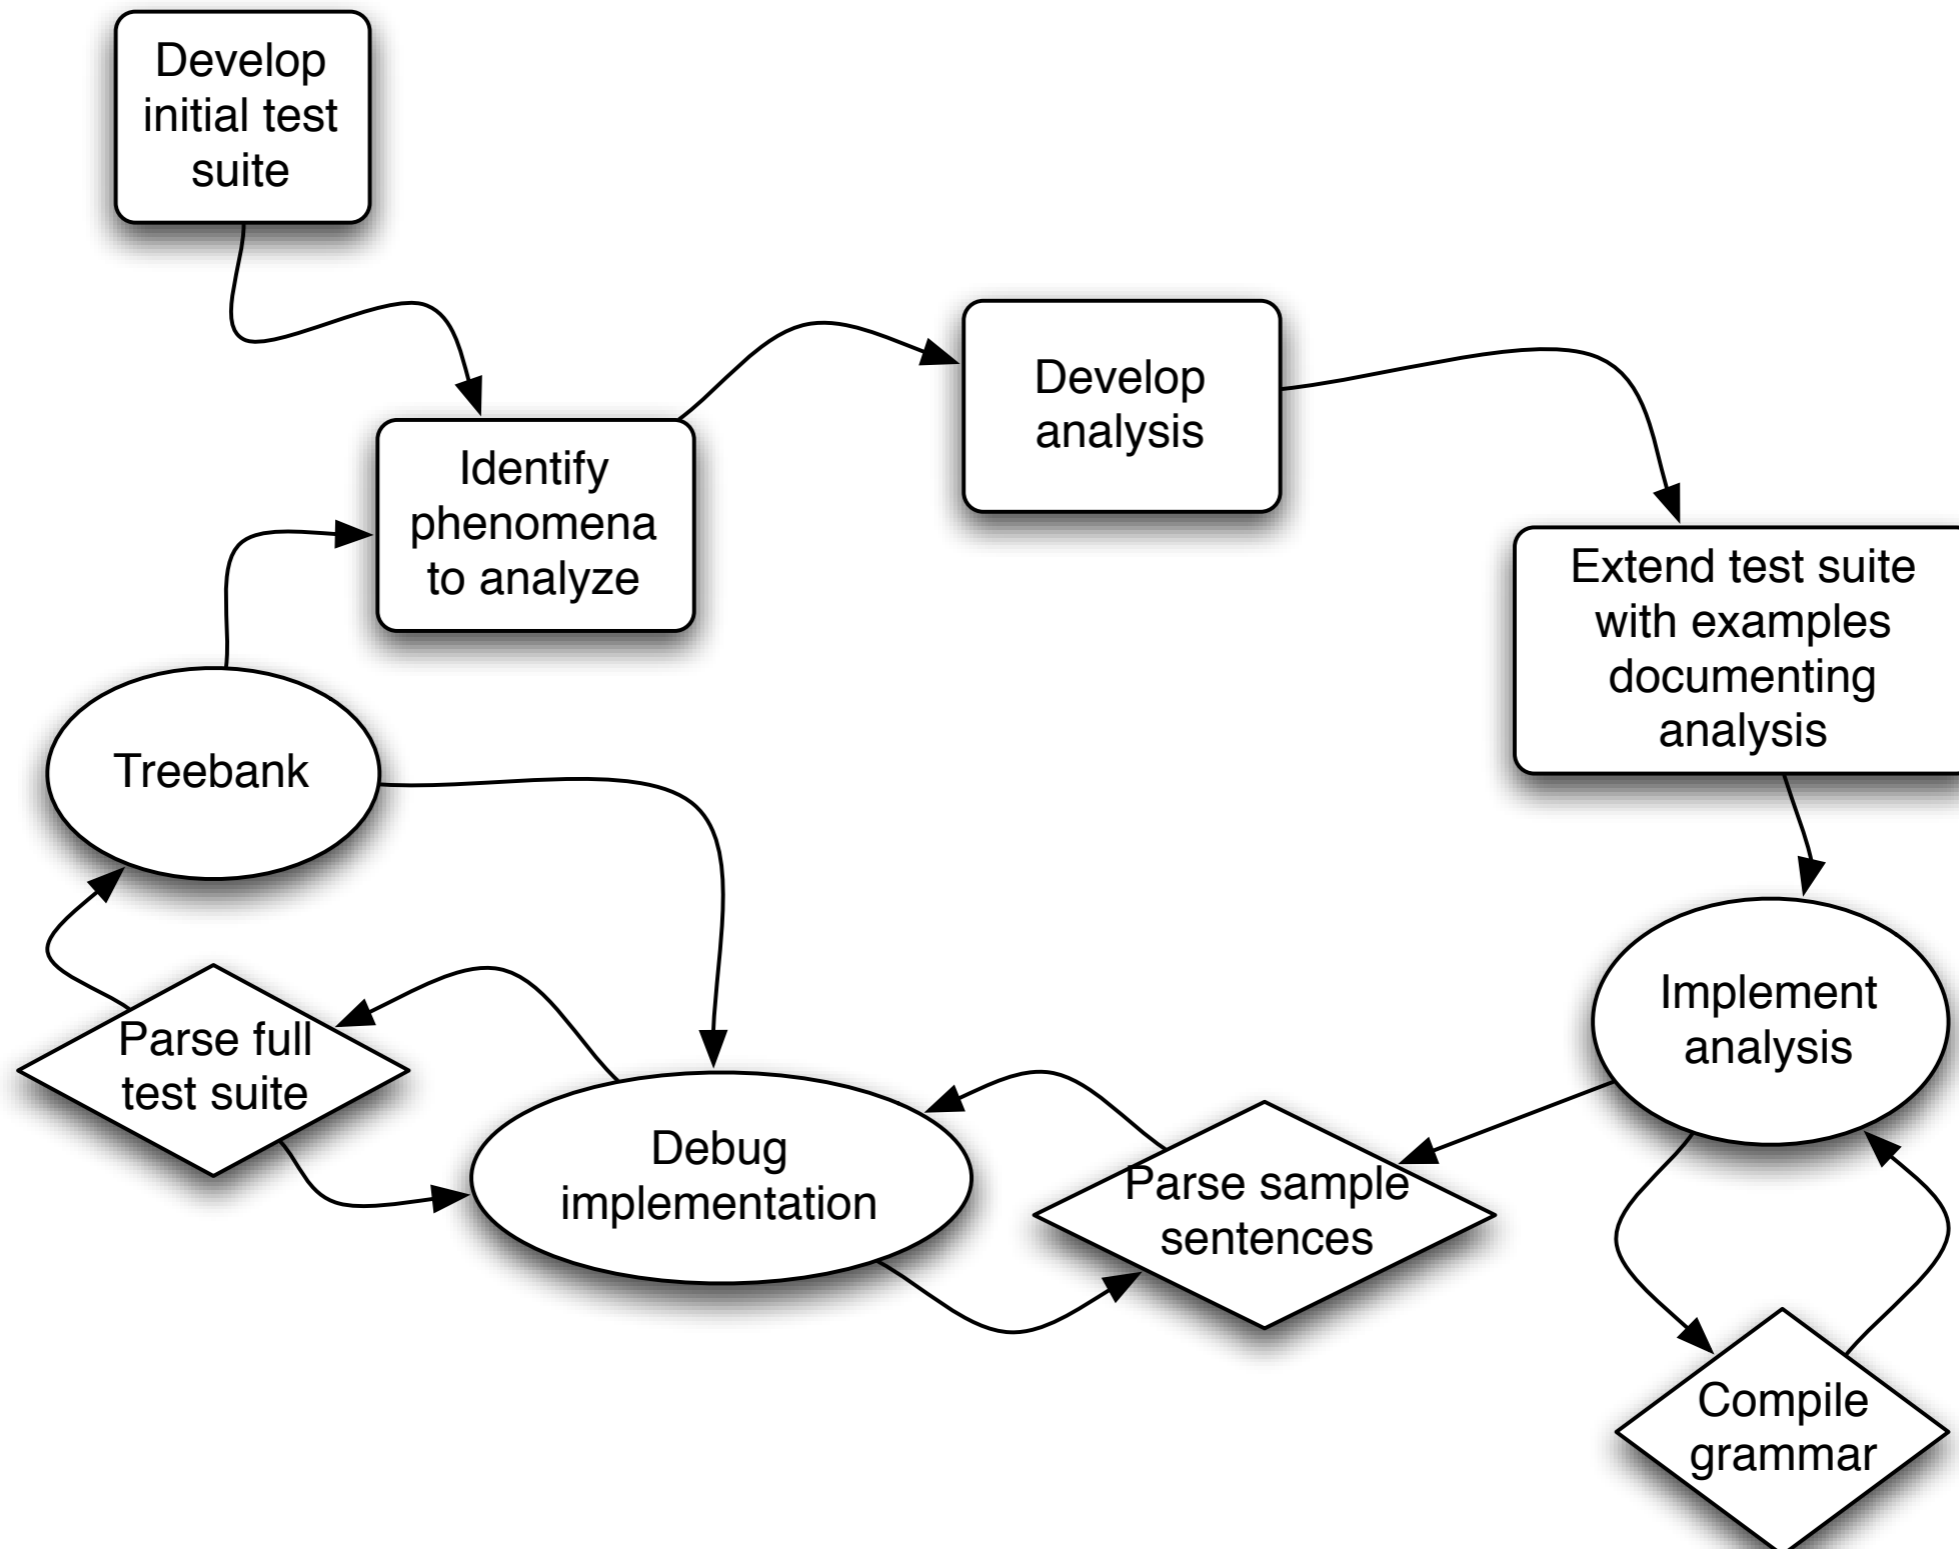 Develop
initial test
suite
Identify
phenomena
to analyze
Develop
analysis
Extend test suite
with examples
documenting
analysis
Treebank
Implement
analysis
Parse full
test suite
Debug
implementation
Parse sample
sentences
Compile
grammar